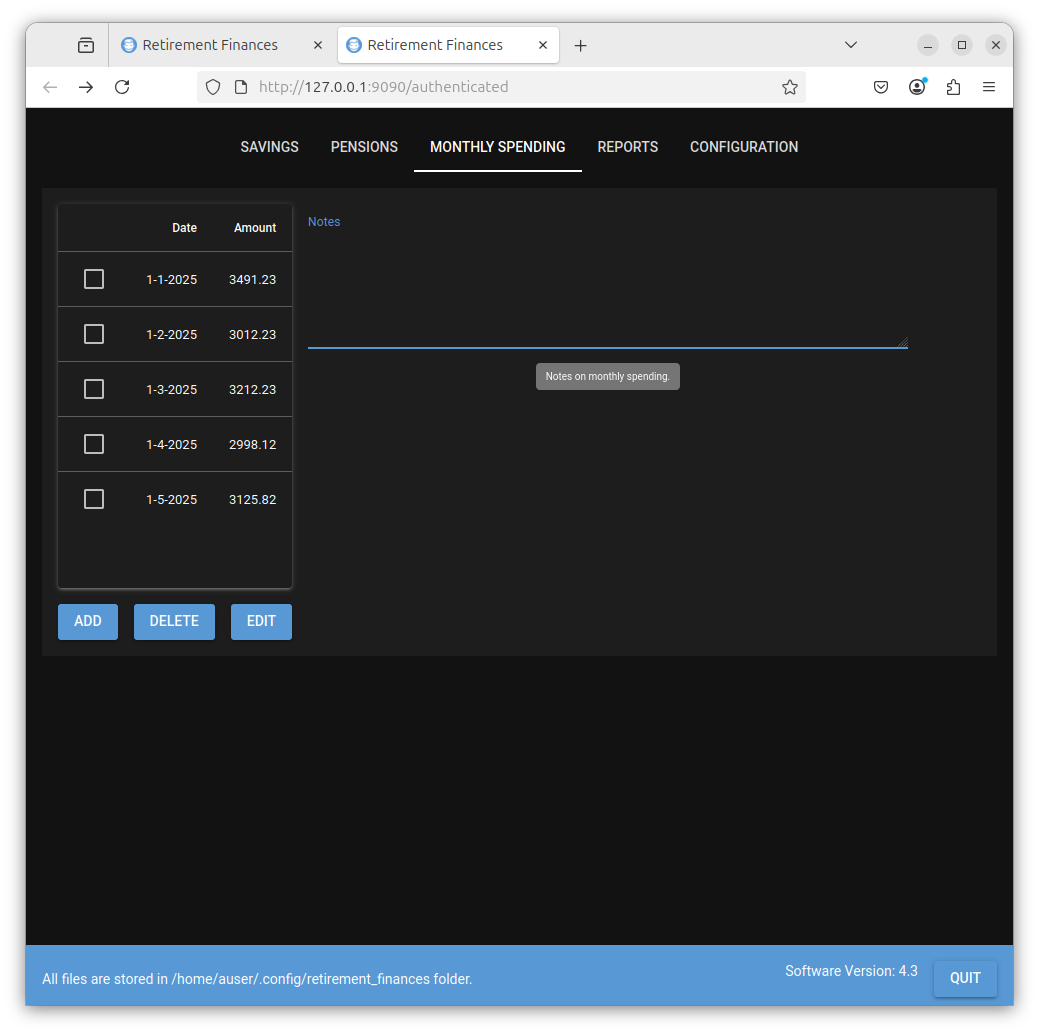 Retirement Finances
Retirement Finances
http://127.0.0.1:9090/authenticated
SAVINGS PENSIONS MONTHLY SPENDING REPORTS CONFIGURATION
Date Amount
1-1-2025 3491.23
1-2-2025 3012.23
1-3-2025 3212.23
1-4-2025 2998.12
1-5-2025 3125.82
ADD DELETE EDIT
Notes
Notes on monthly spending.
All files are stored in /home/auser/.config/retirement_finances folder.
Software Version: 4.3
QUIT